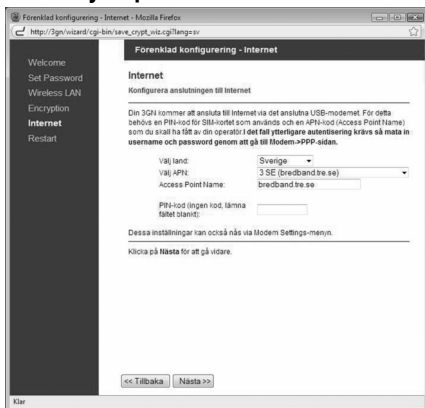 Förenklad konfigurering - Internet - Mozilla Firefox
http://3gn/wizard/cgi-bin/save_crypt_wiz.cgi?lang=sv
Welcome
Set Password
Wireless LAN
Encryption
Internet
Restart
Förenklad konfigurering - Internet
Internet
Konfigurera anslutningen till Internet
Din 3GN kommer att ansluta till Internet via det anslutna USB-modemet. För detta
behövs en PIN-kod för SIM-kortet som används och en APN-kod (Access Point Name)
som du skall ha fått av din operatör.I det fall ytterligare autentisering krävs så mata in
username och password genom att gå till Modem->PPP-sidan.
Välj land: Sverige
Välj APN: 3 SE (bredband.tre.se)
Access Point Name: bredband.tre.se
PIN-kod (ingen kod, lämna
fältet blankt):
Dessa inställningar kan också nås via Modem Settings-menyn.
Klicka på Nästa för att gå vidare.
<< Tillbaka Nästa >>
Klar